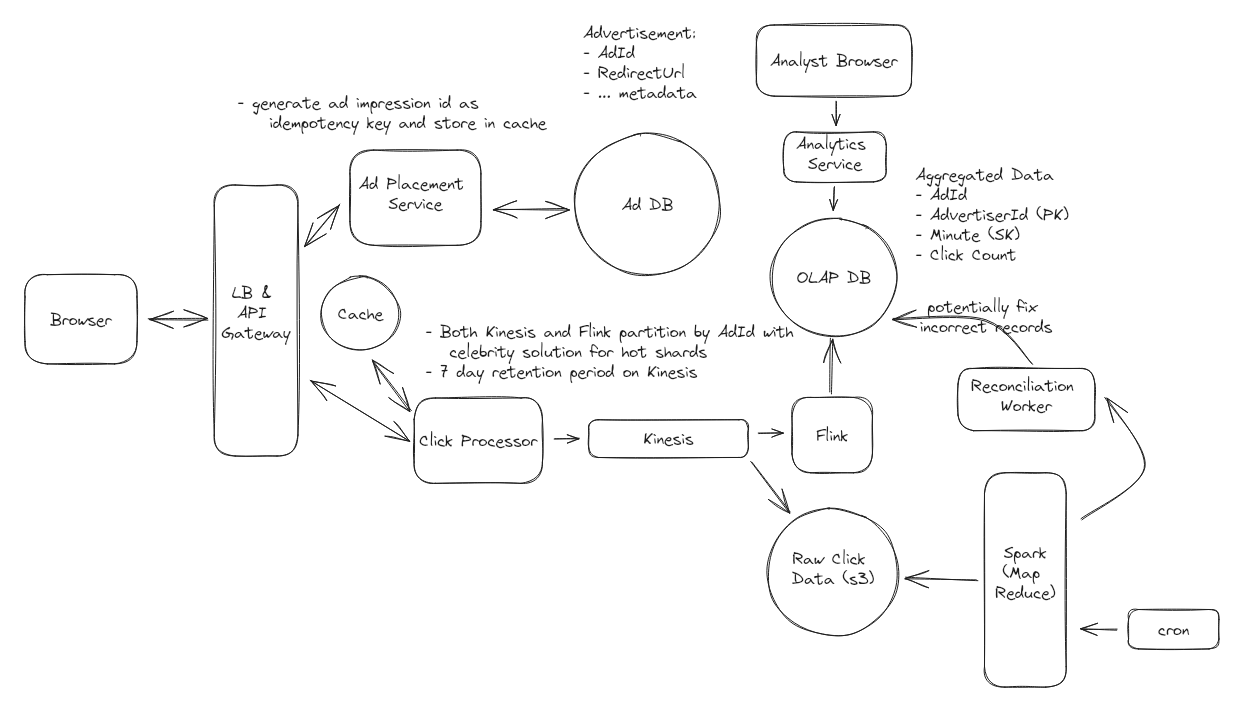 Advertisement:
- AdId
- RedirectUrl
- ... metadata
Analyst Browser
- generate ad impression id as
idempotency key and store in cache
Analytics
Service
Ad Placement
Service
Ad DB
Aggregated Data
- AdId
- AdvertiserId (PK)
- Minute (SK)
- Click Count
OLAP DB
Browser
LB &
API
Gateway
Cache
- Both Kinesis and Flink partition by AdId with
celebrity solution for hot shards
- 7 day retention period on Kinesis
potentially fix
incorrect records
Reconciliation
Worker
Click Processor
Kinesis
Flink
Raw Click
Data (s3)
Spark
(Map
Reduce)
cron